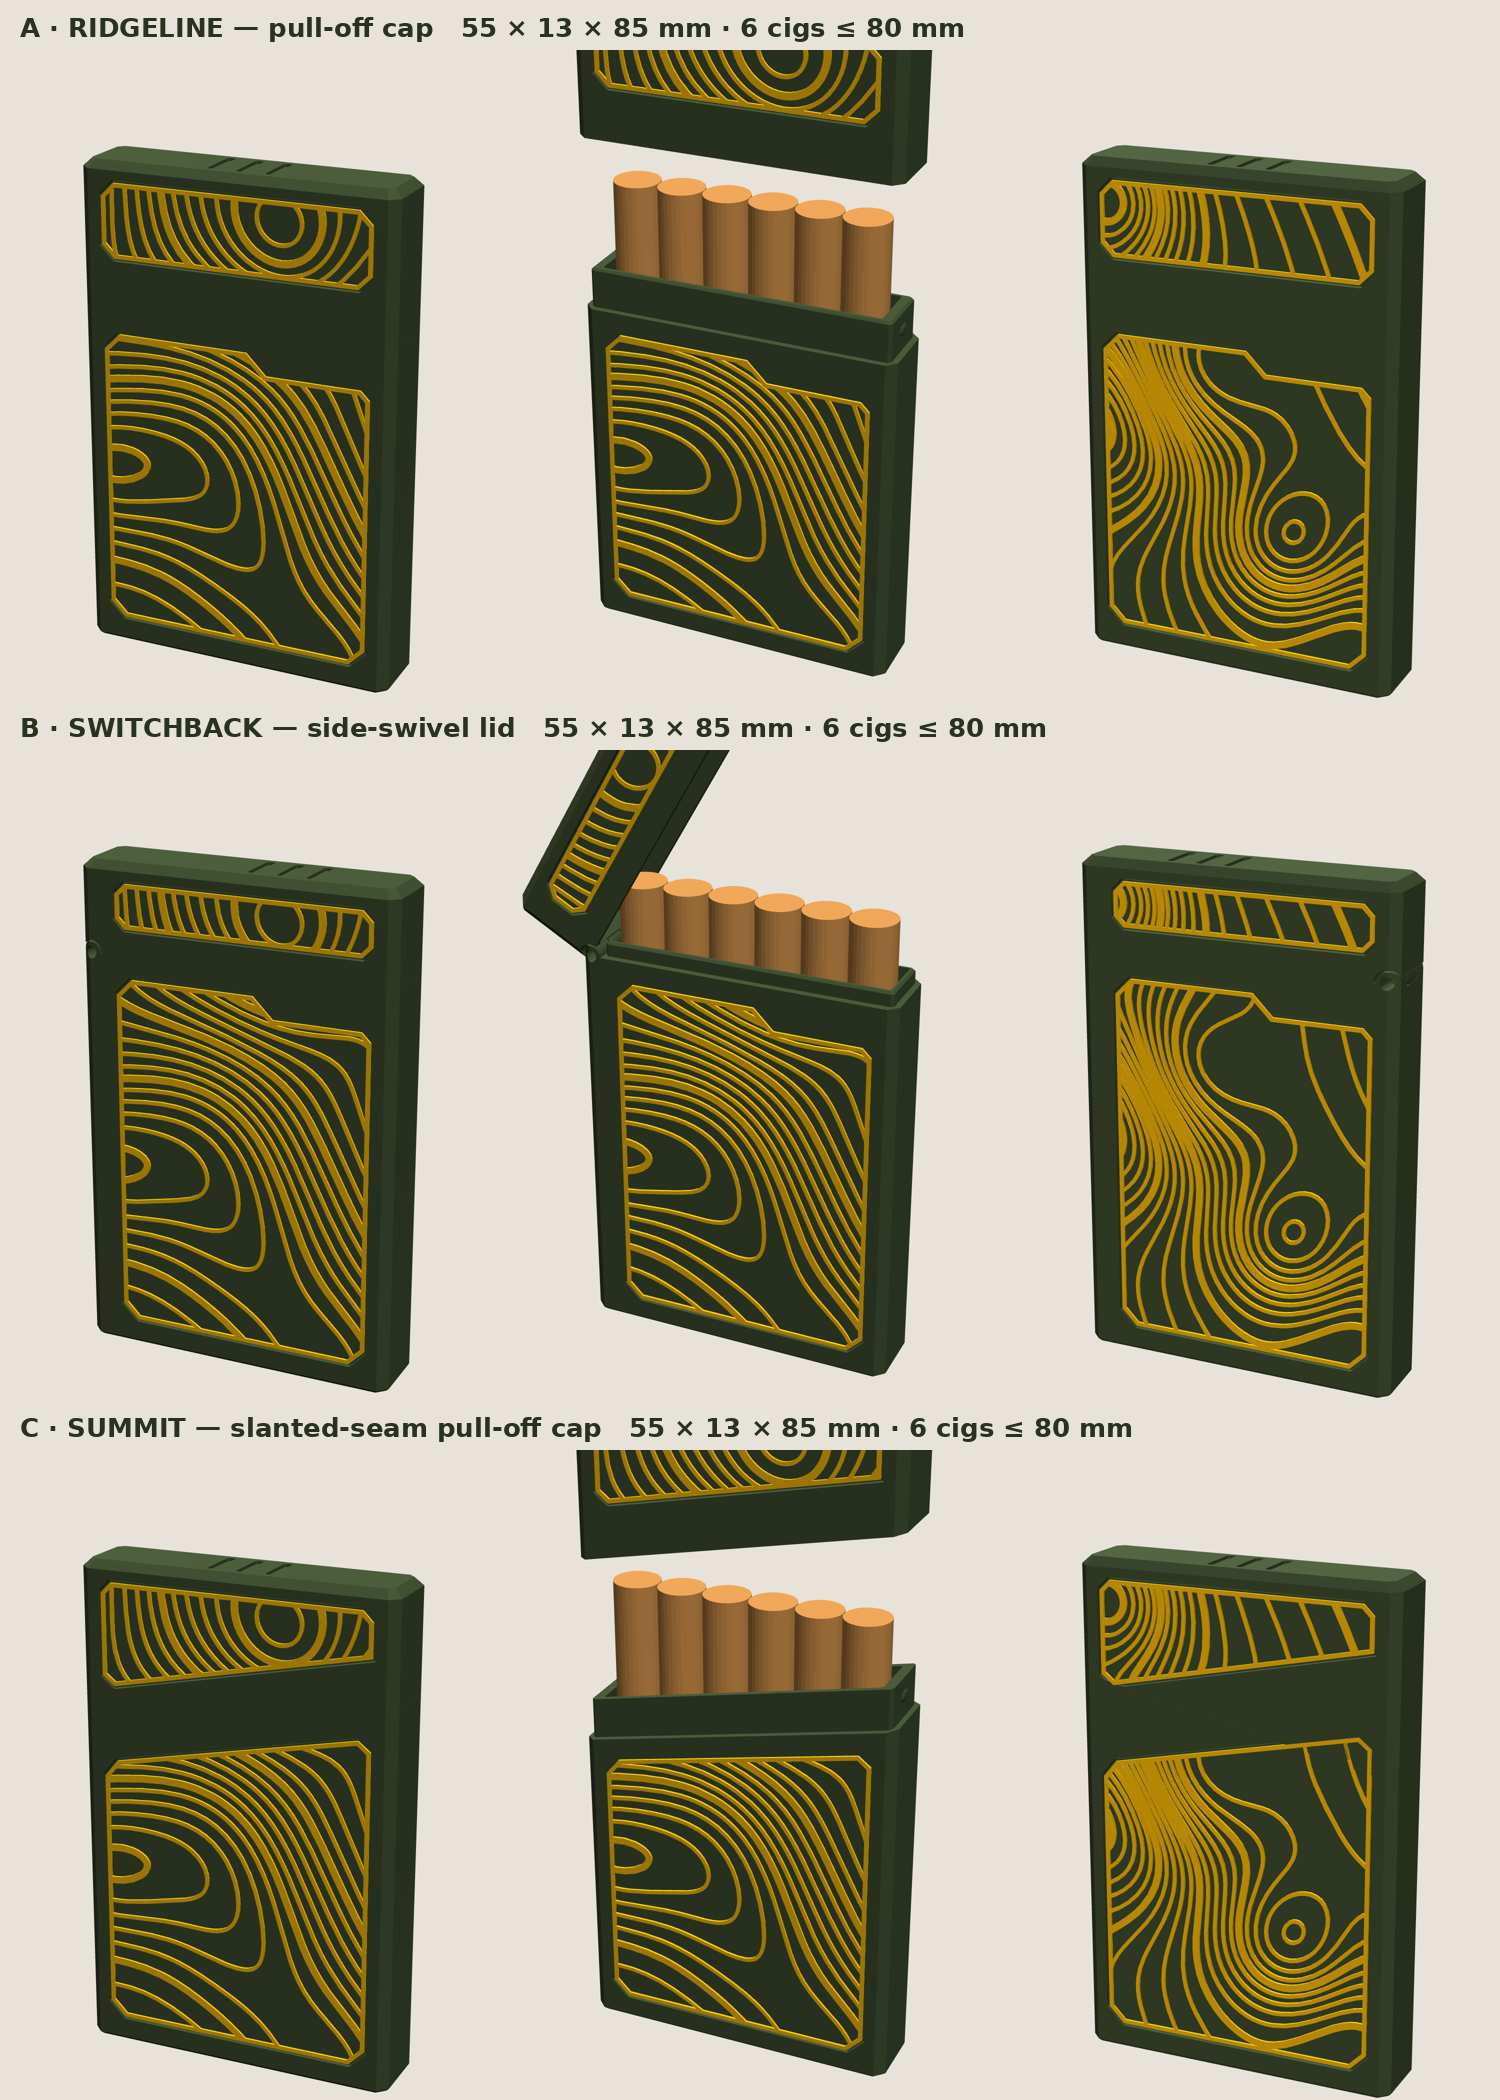 A · RIDGELINE — pull-off cap   55 × 13 × 85 mm · 6 cigs ≤ 80 mm
B · SWITCHBACK — side-swivel lid   55 × 13 × 85 mm · 6 cigs ≤ 80 mm
C · SUMMIT — slanted-seam pull-off cap   55 × 13 × 85 mm · 6 cigs ≤ 80 mm